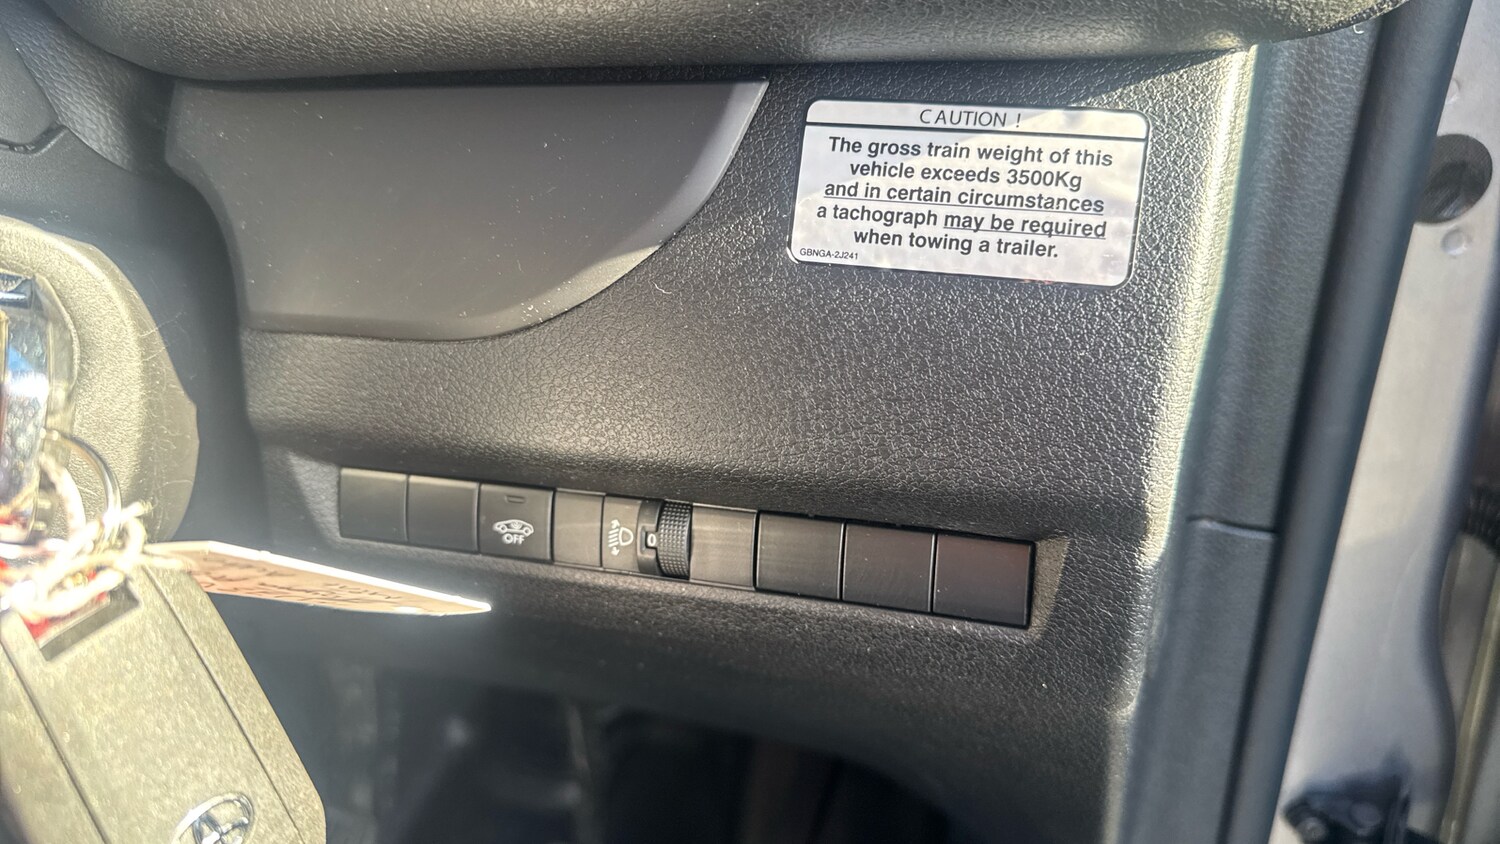 CAUTION !
The gross train weight of this
vehicle exceeds 3500Kg
and in certain circumstances
a tachograph may be required
when towing a trailer.
GBNGA-2J241
OFF
0